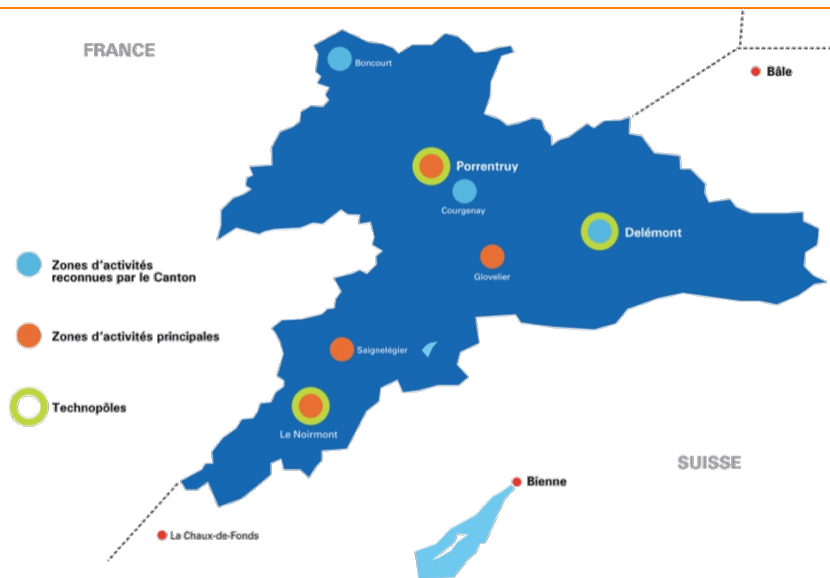 FRANCE
Boncourt
Bâle
Porrentruy
Courgenay
Delémont
Zones d'activités
reconnues par le Canton
Glovelier
Zones d'activités principales
Saignelégier
Technopôles
Le Noirmont
SUISSE
Bienne
La Chaux-de-Fonds